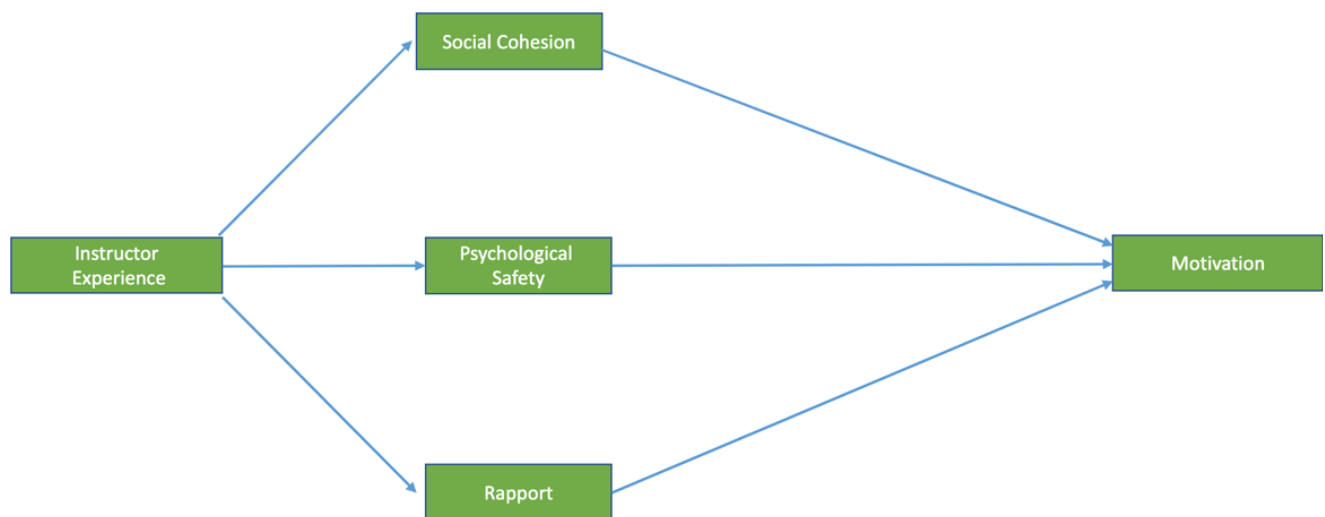 Social Cohesion
Instructor
Experience
Psychological
Safety
Motivation
Rapport